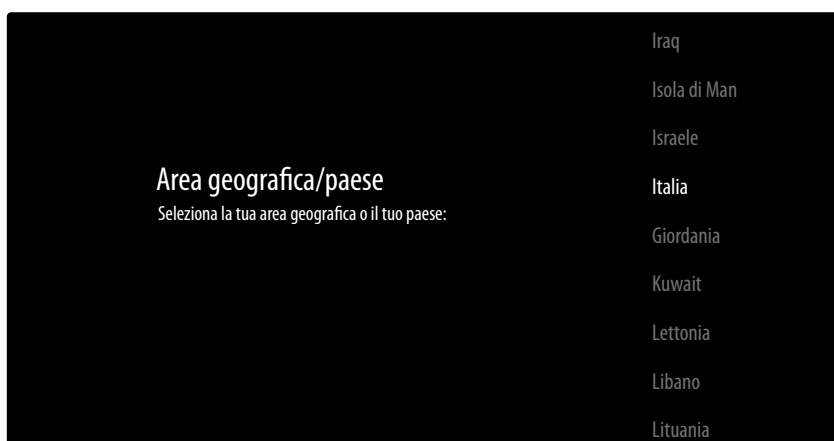 Area geografica/paese
Seleziona la tua area geografica o il tuo paese:
Iraq
Isola di Man
Israele
Italia
Giordania
Kuwait
Lettonia
Libano
Lituania